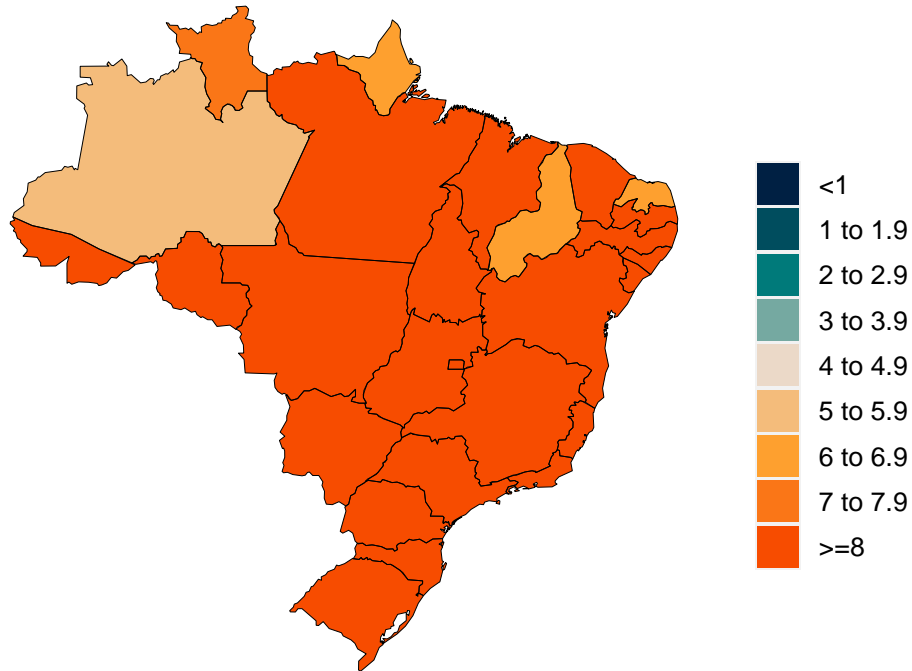 <1
1 to 1.9
2 to 2.9
3 to 3.9
4 to 4.9
5 to 5.9
6 to 6.9
7 to 7.9
>=8